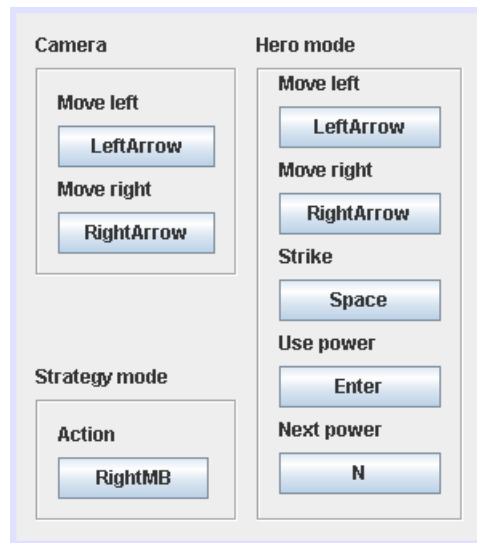 Camera
Move left
LeftArrow
Move right
RightArrow
Strategy mode
Action
RightMB
Hero mode
Move left
LeftArrow
Move right
RightArrow
Strike
Space
Use power
Enter
Next power
N